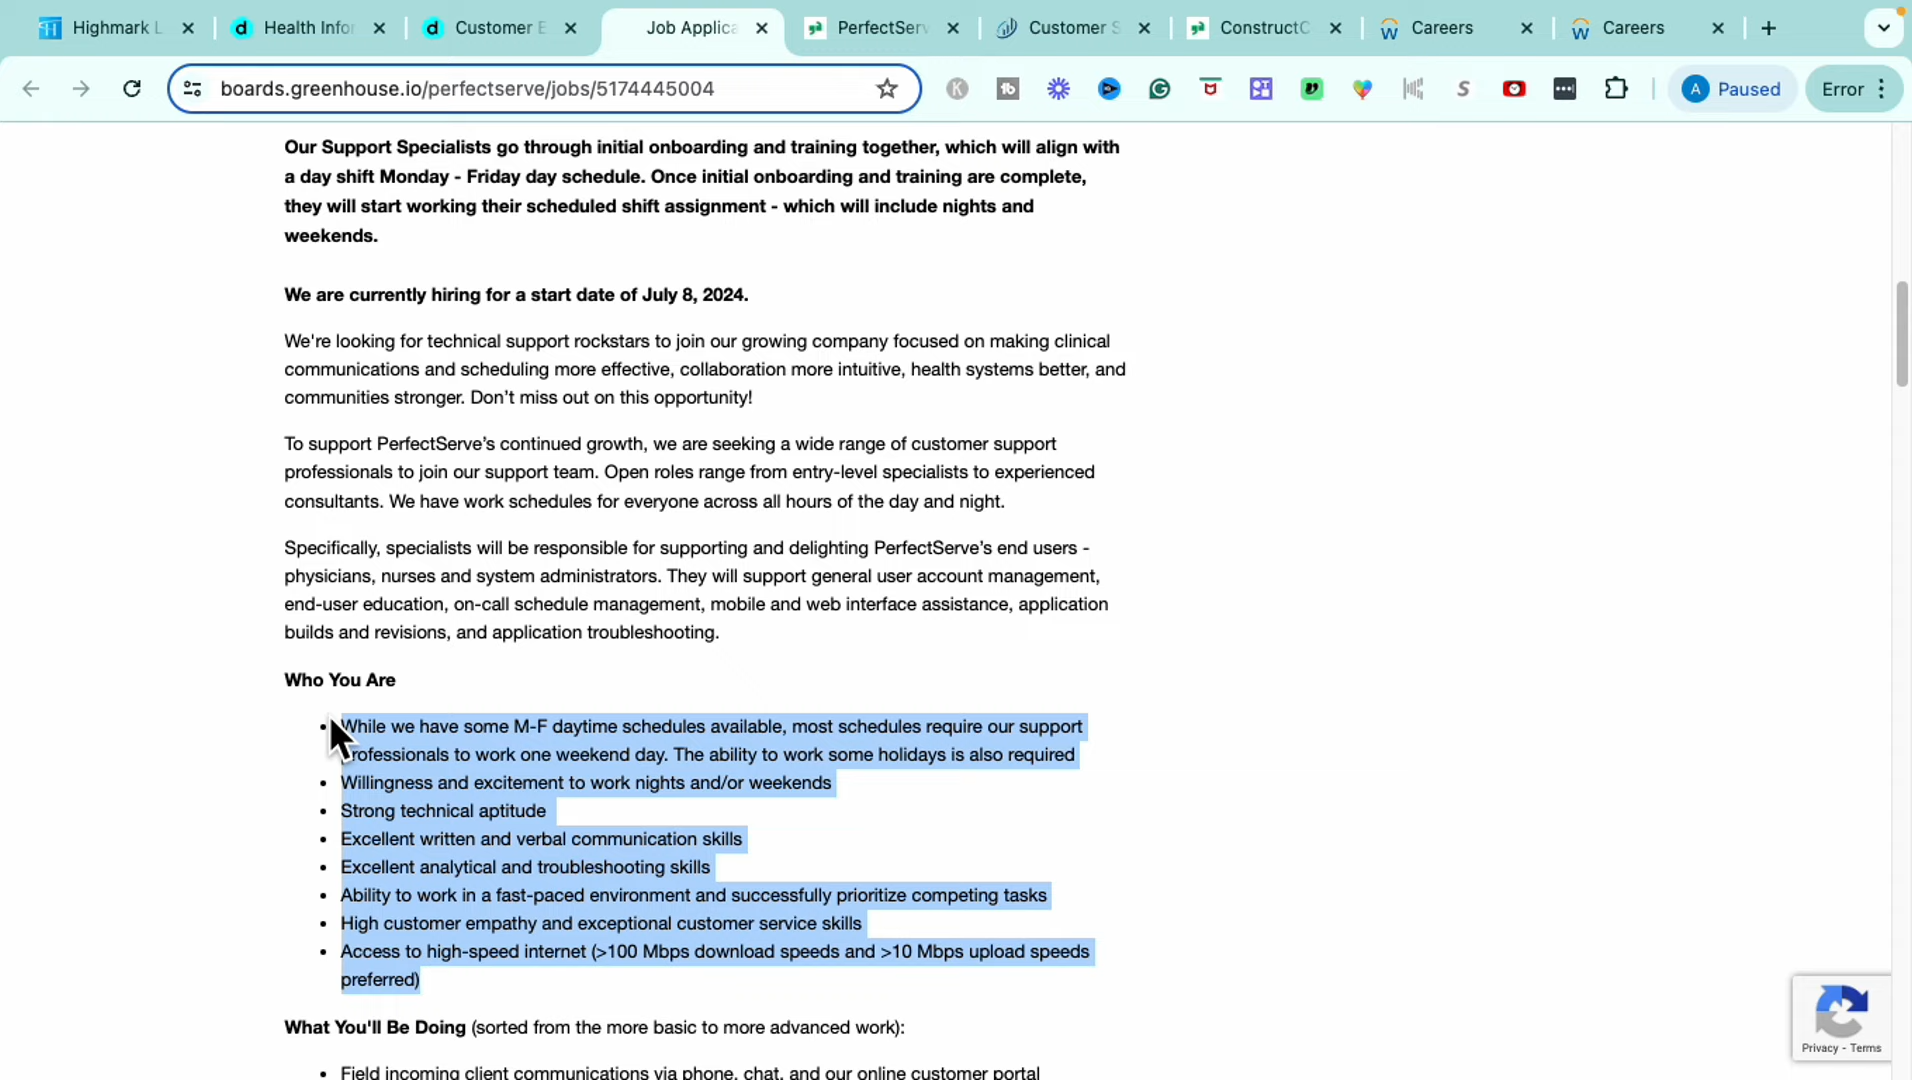 Highmark L
Health Infor
Customer E
Job Applica
PerfectServ
Customer S
ConstructC
Careers
Careers
boards.greenhouse.io/perfectserve/jobs/5174445004
A Paused
Error
Our Support Specialists go through initial onboarding and training together, which will align with
a day shift Monday - Friday day schedule. Once initial onboarding and training are complete,
they will start working their scheduled shift assignment - which will include nights and
weekends.
We are currently hiring for a start date of July 8, 2024.
We're looking for technical support rockstars to join our growing company focused on making clinical
communications and scheduling more effective, collaboration more intuitive, health systems better, and
communities stronger. Don’t miss out on this opportunity!
To support PerfectServe’s continued growth, we are seeking a wide range of customer support
professionals to join our support team. Open roles range from entry-level specialists to experienced
consultants. We have work schedules for everyone across all hours of the day and night.
Specifically, specialists will be responsible for supporting and delighting PerfectServe’s end users -
physicians, nurses and system administrators. They will support general user account management,
end-user education, on-call schedule management, mobile and web interface assistance, application
builds and revisions, and application troubleshooting.
Who You Are
• While we have some M-F daytime schedules available, most schedules require our support
professionals to work one weekend day. The ability to work some holidays is also required
• Willingness and excitement to work nights and/or weekends
• Strong technical aptitude
• Excellent written and verbal communication skills
• Excellent analytical and troubleshooting skills
• Ability to work in a fast-paced environment and successfully prioritize competing tasks
• High customer empathy and exceptional customer service skills
• Access to high-speed internet (>100 Mbps download speeds and >10 Mbps upload speeds
preferred)
What You'll Be Doing (sorted from the more basic to more advanced work):
• Field incoming client communications via phone, chat, and our online customer portal
Privacy - Terms